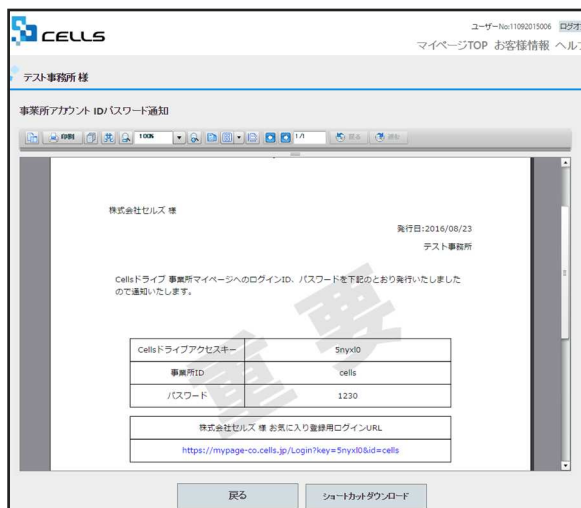 CELLS
ユーザーNo:11092015006 ログオ
マイページTOP お客様情報 ヘルプ
テスト事務所 様
事業所アカウント ID/パスワード通知
印刷 100% 1/1 戻る 進む
株式会社セルズ 様
発行日:2016/08/23
テスト事務所
Cellsドライブ 事業所マイページへのログインID、パスワードを下記のとおり発行いたしました
ので通知いたします。
重要
Cellsドライブアクセスキー 5nyxl0
事業所ID cells
パスワード 1230
株式会社セルズ 様 お気に入り登録用ログインURL
https://mypage-co.cells.jp/Login?key=5nyxl0&id=cells
戻る ショートカットダウンロード